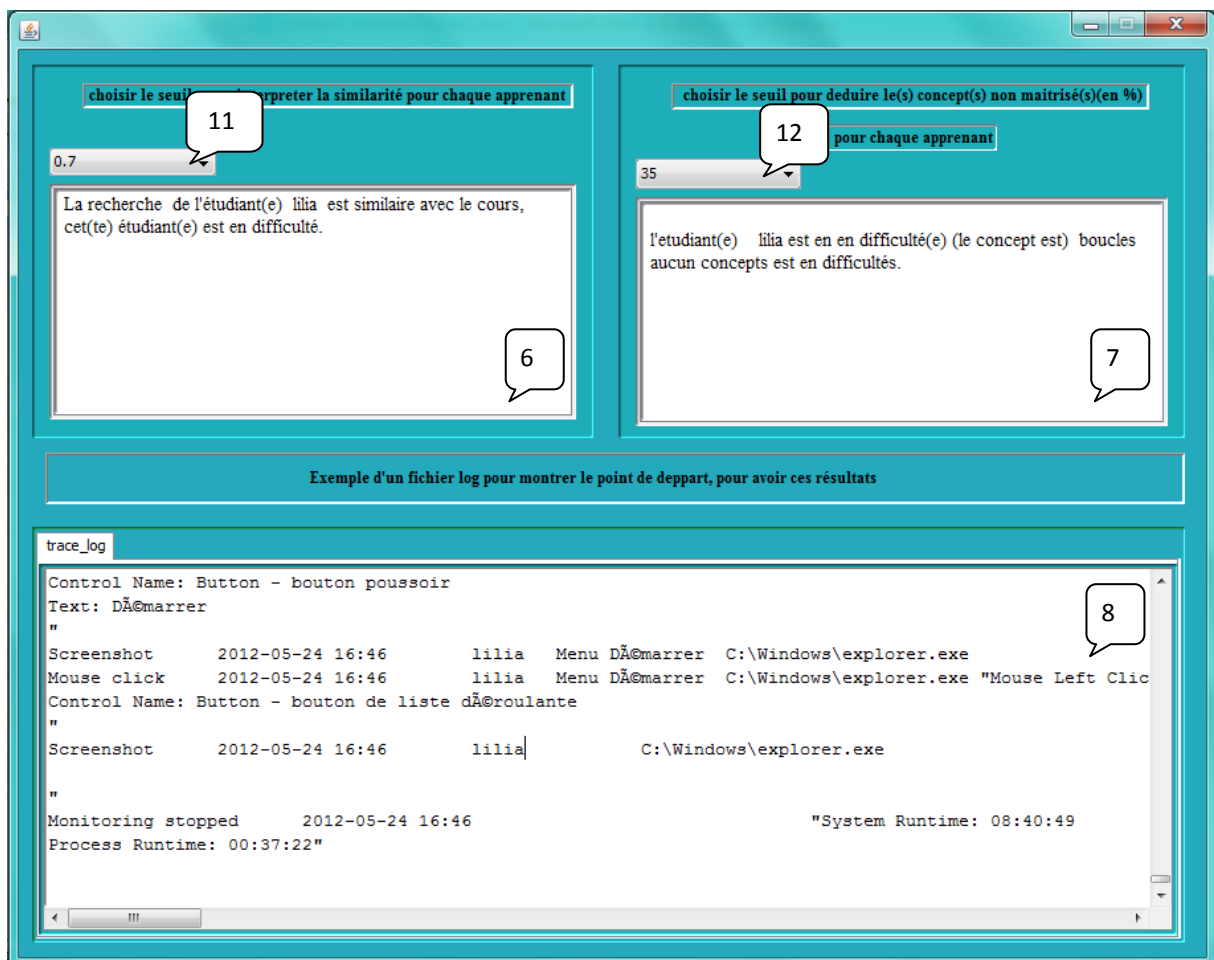 choisir le seuil erpreter la similarité pour chaque apprenant
11
0.7
La recherche de l'étudiant(e) lilia est similaire avec le cours,
cet(te) étudiant(e) est en difficulté.
6
choisir le seuil pour deduire le(s) concept(s) non maitrisé(s)(en %)
12
pour chaque apprenant
35
l'etudiant(e) lilia est en en difficulté(e) (le concept est) boucles
aucun concepts est en difficultés.
7
Exemple d'un fichier log pour montrer le point de deppart, pour avoir ces résultats
trace_log
Control Name: Button - bouton poussoir
Text: DÃ©marrer
"
8
Screenshot 2012-05-24 16:46 lilia Menu DÃ©marrer C:\Windows\explorer.exe
Mouse click 2012-05-24 16:46 lilia Menu DÃ©marrer C:\Windows\explorer.exe "Mouse Left Clic
Control Name: Button - bouton de liste dÃ©roulante
"
Screenshot 2012-05-24 16:46 lilia C:\Windows\explorer.exe
"
Monitoring stopped 2012-05-24 16:46 "System Runtime: 08:40:49
Process Runtime: 00:37:22"